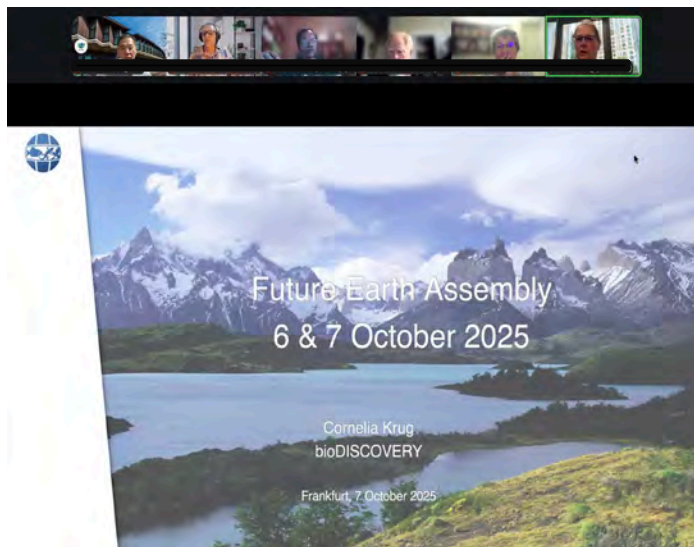 Future Earth Assembly
6 & 7 October 2025
Cornelia Krug
bioDISCOVERY
Frankfurt, 7 October 2025